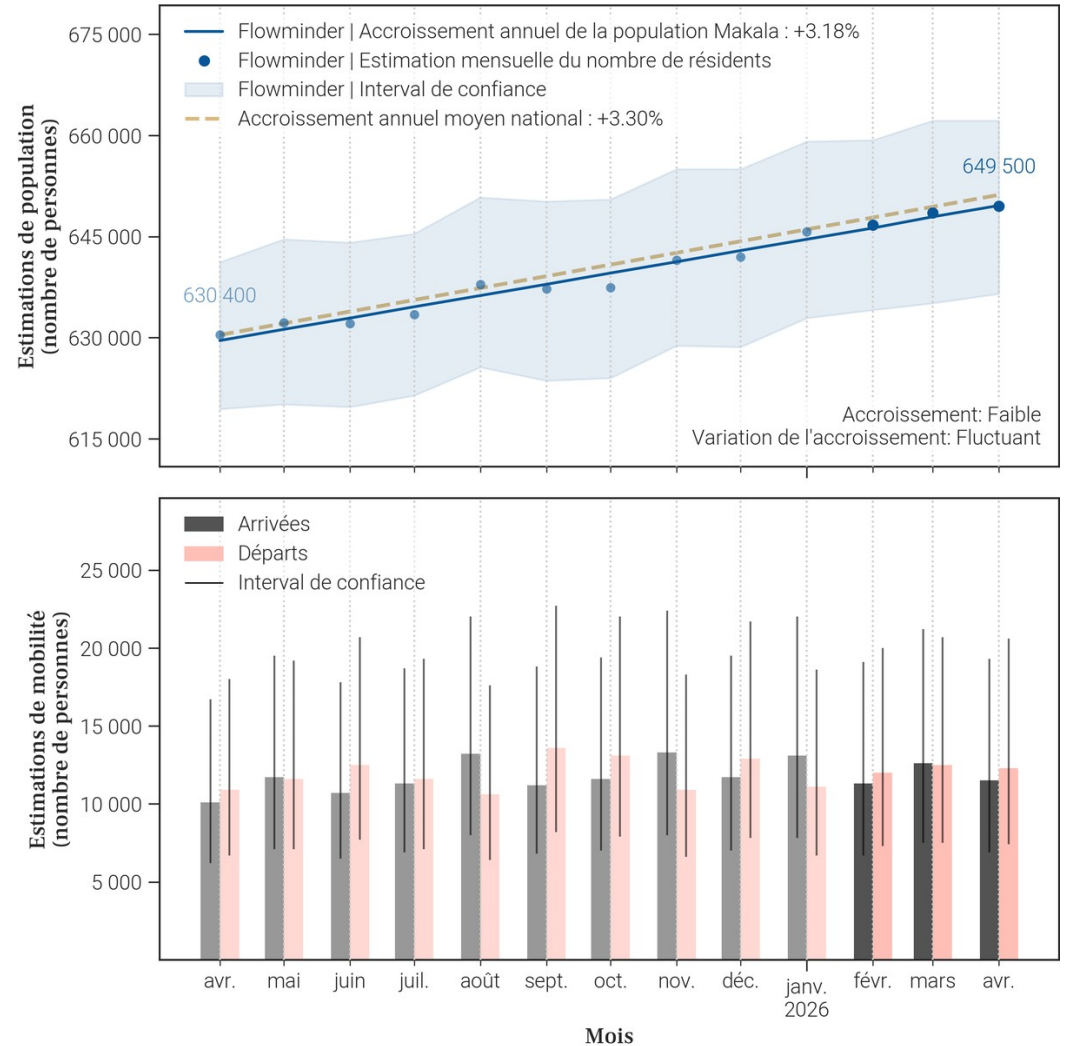 Estimations de population
(nombre de personnes)
675 000
660 000
645 000
630 000
615 000
Flowminder | Accroissement annuel de la population Makala : +3.18%
Flowminder | Estimation mensuelle du nombre de résidents
Flowminder | Interval de confiance
Accroissement annuel moyen national : +3.30%
630 400
649 500
Accroissement: Faible
Variation de l'accroissement: Fluctuant
Estimations de mobilité
(nombre de personnes)
25 000
20 000
15 000
10 000
5 000
Arrivées
Départs
Interval de confiance
avr. mai juin juil. août sept. oct. nov. déc. janv. févr. mars avr.
2026
Mois